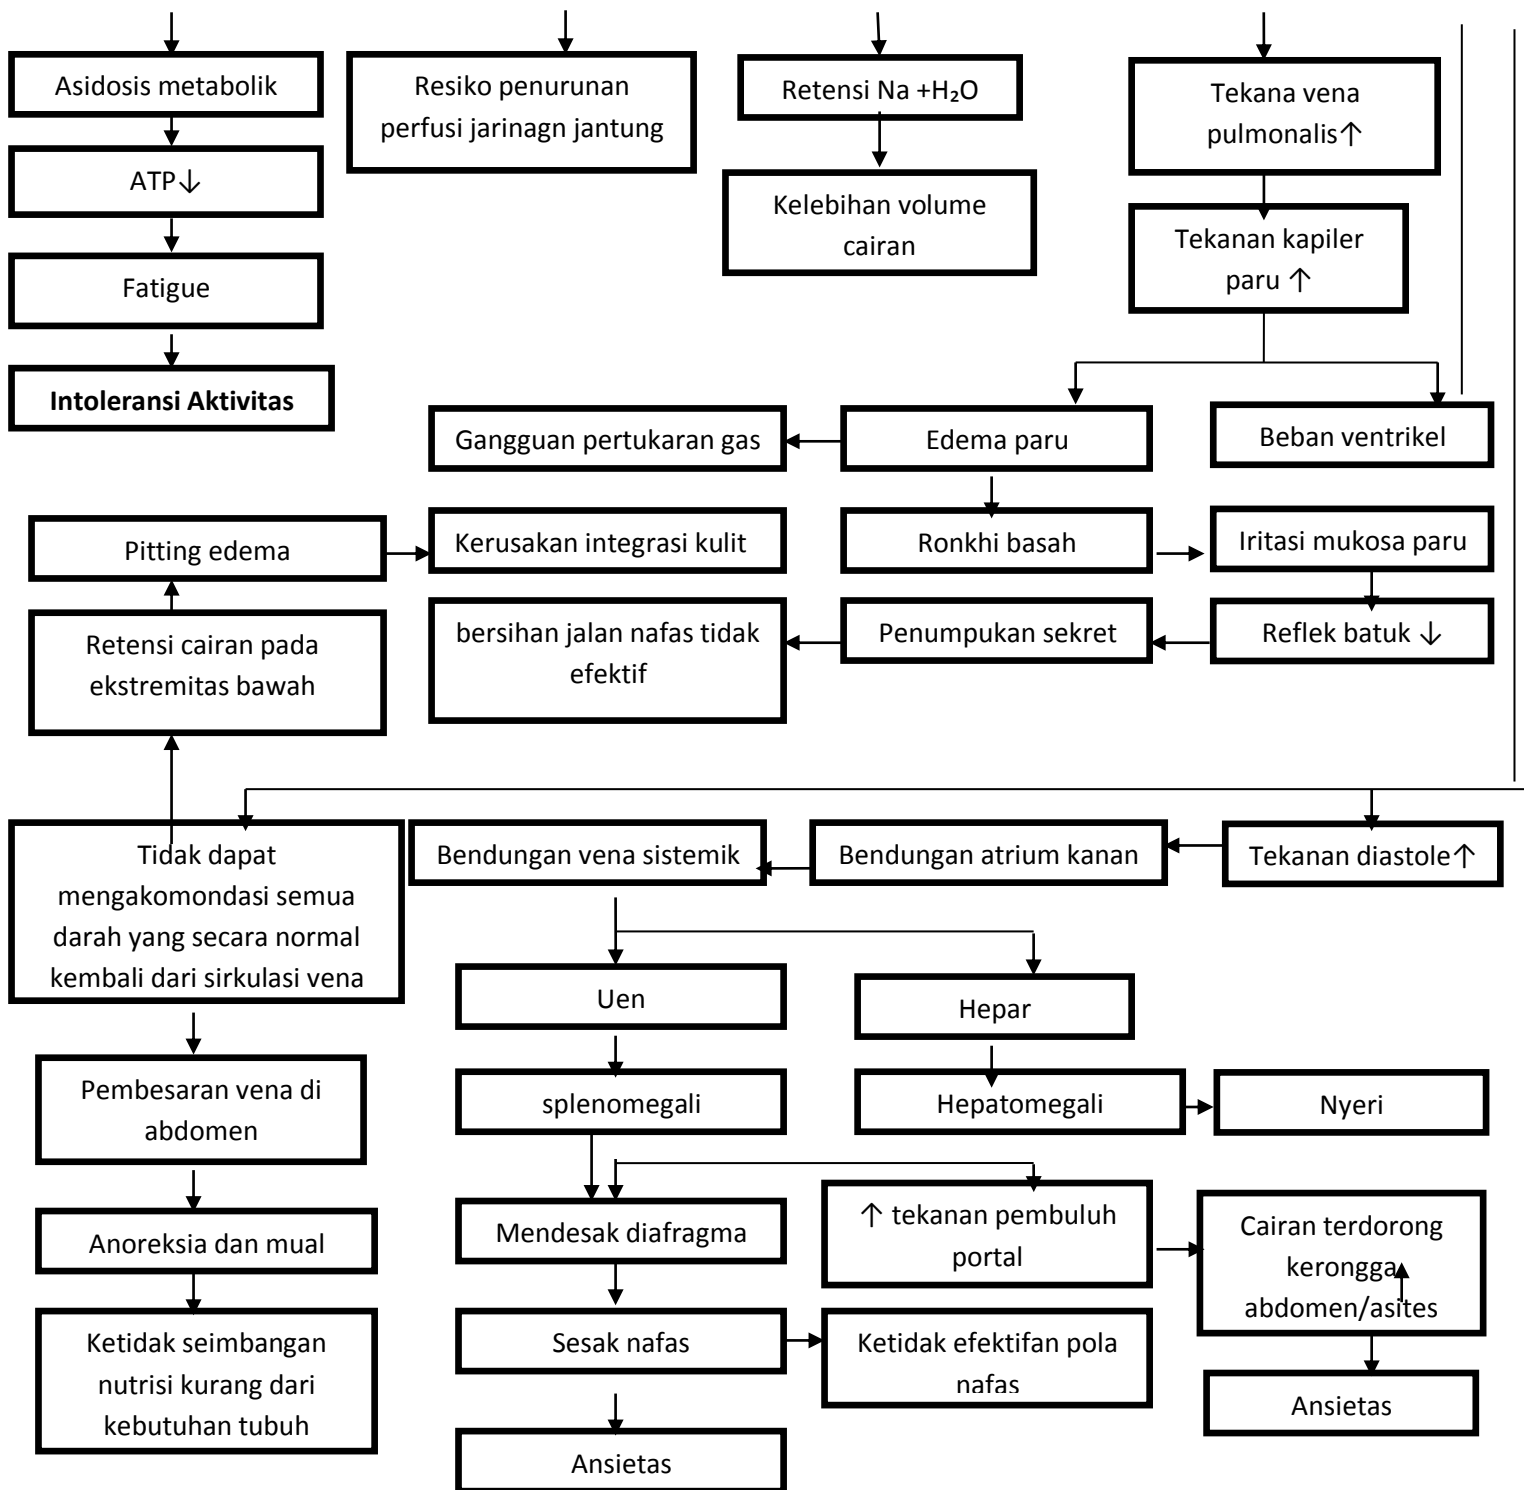 Asidosis metabolik
Resiko penurunan
perfusi jarinagn jantung
Retensi Na +H₂O
Tekana vena
pulmonalis↑
ATP↓
Kelebihan volume
cairan
Tekanan kapiler
paru ↑
Fatigue
Intoleransi Aktivitas
Gangguan pertukaran gas
Edema paru
Beban ventrikel
Pitting edema
Kerusakan integrasi kulit
Ronkhi basah
Iritasi mukosa paru
Retensi cairan pada
ekstremitas bawah
bersihan jalan nafas tidak
efektif
Penumpukan sekret
Reflek batuk ↓
Tidak dapat
mengakomondasi semua
darah yang secara normal
kembali dari sirkulasi vena
Bendungan vena sistemik
Bendungan atrium kanan
Tekanan diastole↑
Uen
Hepar
Pembesaran vena di
abdomen
splenomegali
Hepatomegali
Nyeri
Anoreksia dan mual
Mendesak diafragma
↑ tekanan pembuluh
portal
Cairan terdorong
kerongga
abdomen/asites
Ketidak seimbangan
nutrisi kurang dari
kebutuhan tubuh
Sesak nafas
Ketidak efektifan pola
nafas
Ansietas
Ansietas